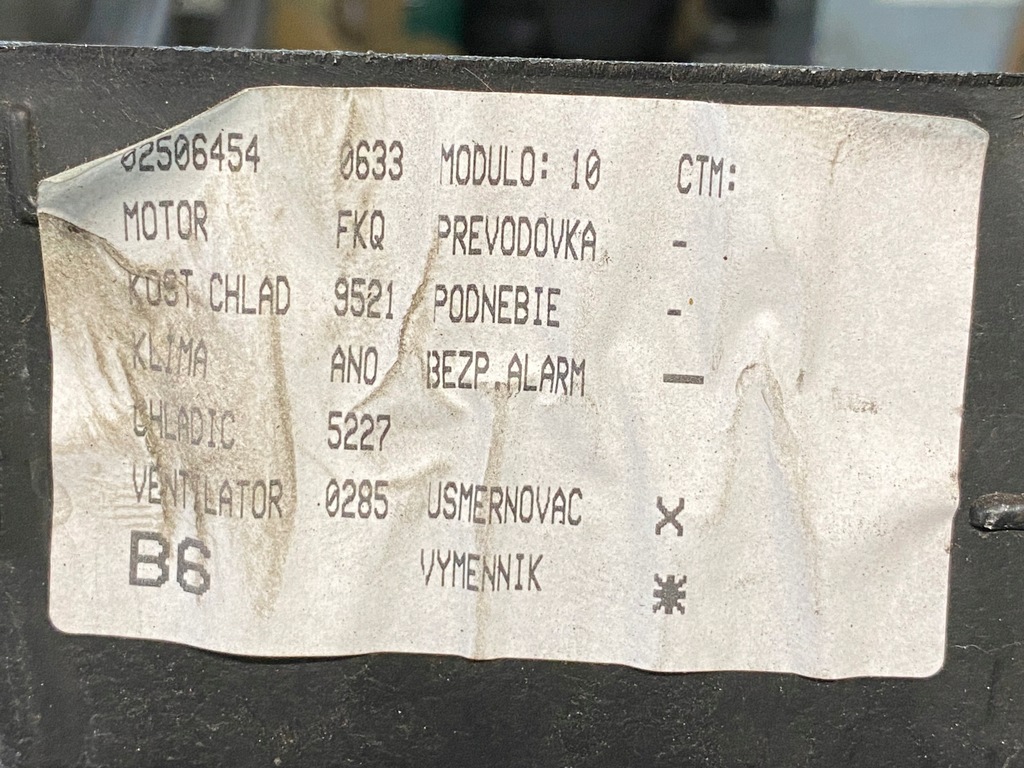 02506454 0633 MODULO: 10 CTM:
MOTOR FKQ PREVODOVKA -
KOST CHLAD 9521 PODNEBIE -
KLIMA ANO BEZP.ALARM —
CHLADIC 5227
VENTILATOR 0285 USMERNOVAC X
B6 VYMENNIK *